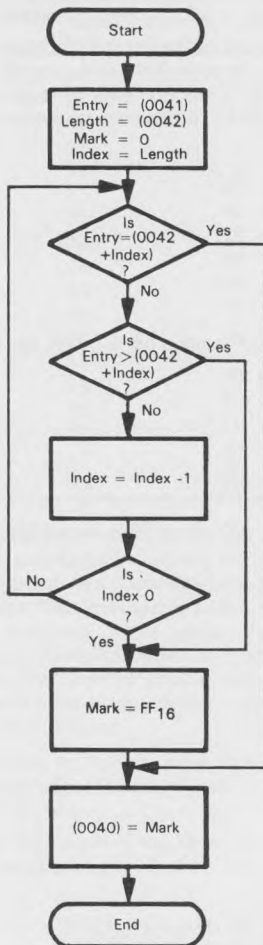 Start
Entry = (0041)
Length = (0042)
Mark = 0
Index = Length
Is
Entry=(0042
+Index)
?
Yes
No
Is
Entry>(0042
+Index)
?
Yes
No
Index = Index -1
Is
Index 0
?
No
Yes
Mark = FF16
(0040) = Mark
End